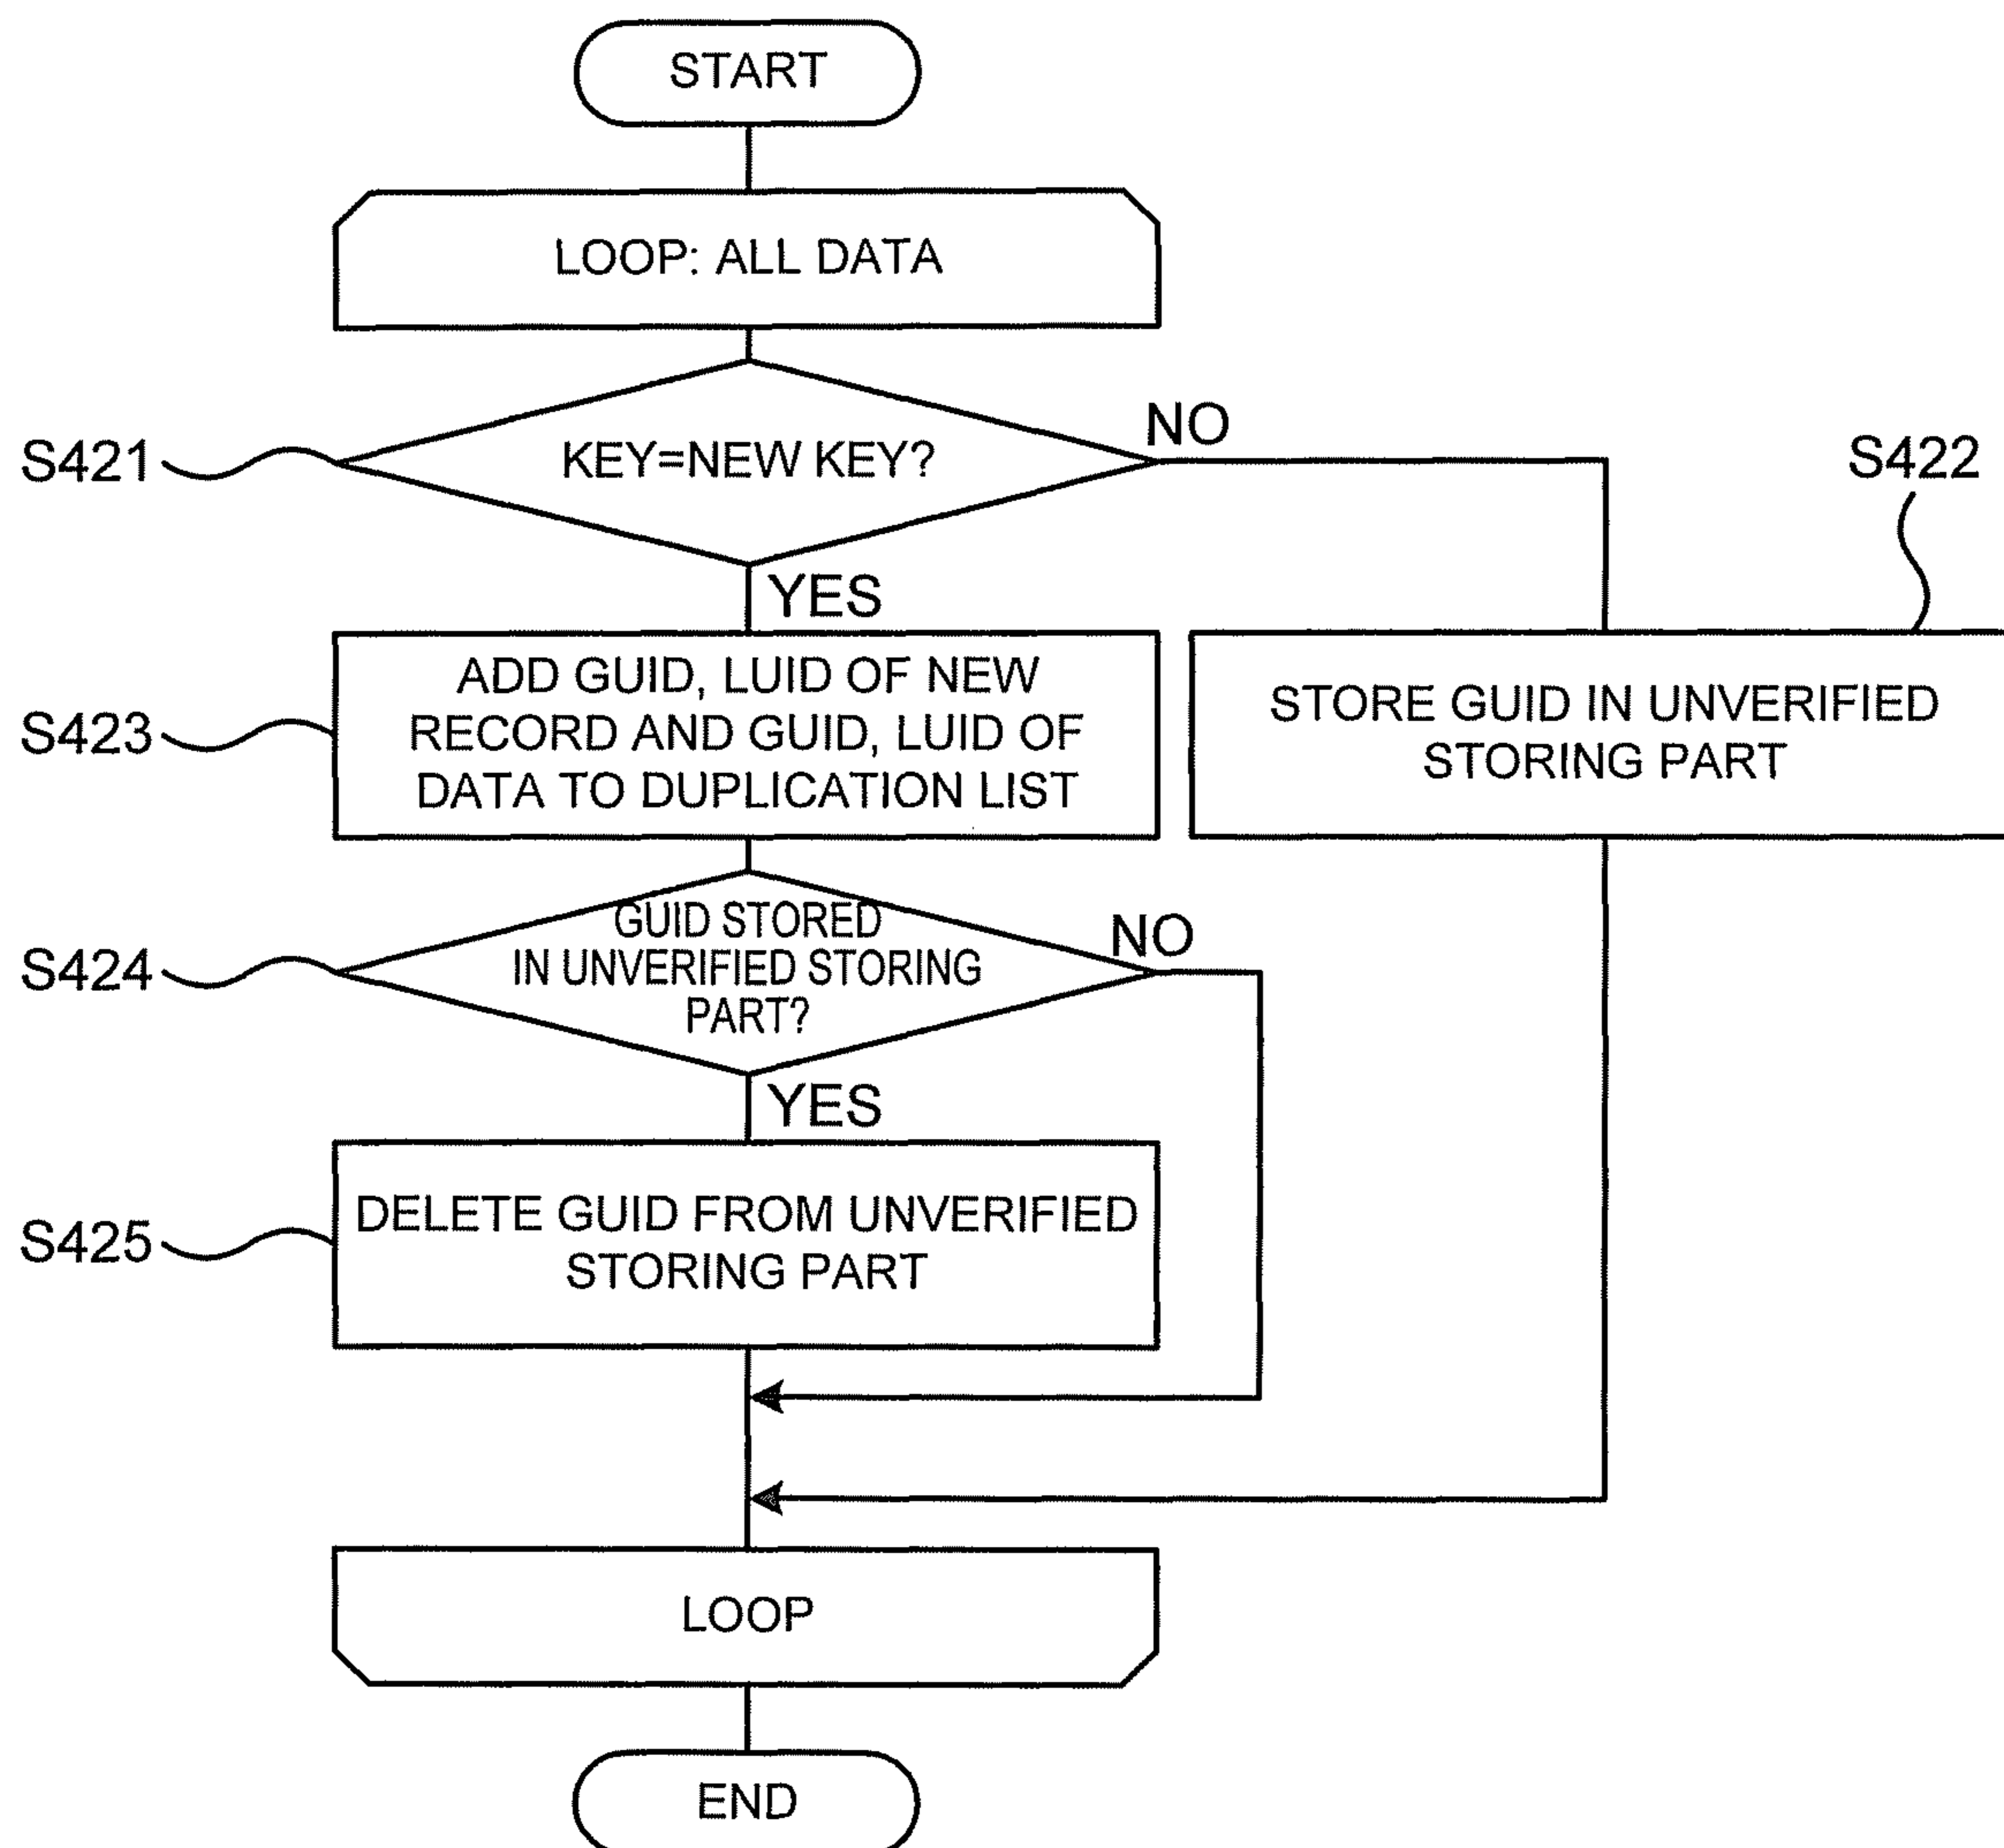 START
LOOP: ALL DATA
S421
KEY=NEW KEY?
NO
S422
YES
S423
ADD GUID, LUID OF NEW
RECORD AND GUID, LUID OF
DATA TO DUPLICATION LIST
STORE GUID IN UNVERIFIED
STORING PART
S424
GUID STORED
IN UNVERIFIED STORING
PART?
NO
YES
S425
DELETE GUID FROM UNVERIFIED
STORING PART
LOOP
END